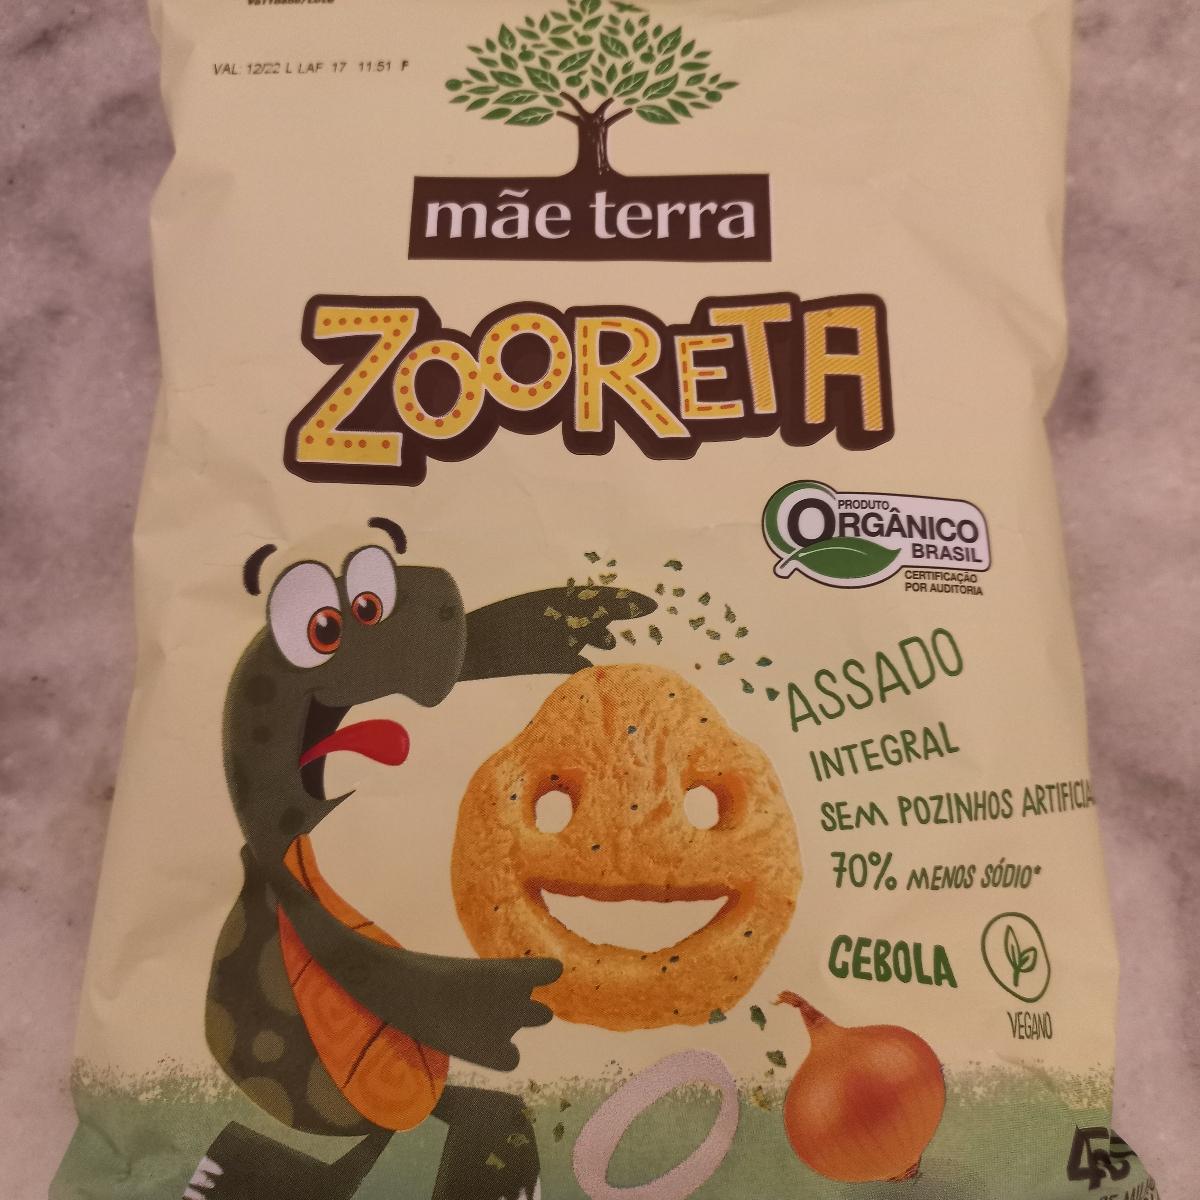 VAL: 12/22 L LAF 17 11:51 F
mãe terra
ZOORETA
PRODUTO
ORGÂNICO
BRASIL
CERTIFICAÇÃO
POR AUDITORIA
ASSADO
INTEGRAL
SEM POZINHOS ARTIFICIA
70% MENOS SÓDIO*
CEBOLA
VEGANO